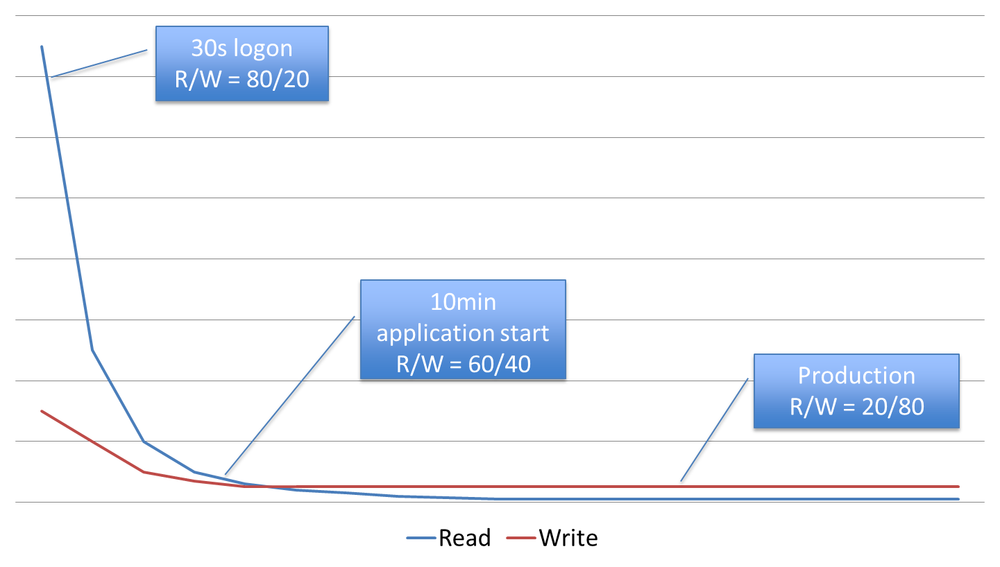 30s logon
R/W = 80/20
10min
application start
R/W = 60/40
Production
R/W = 20/80
Read Write